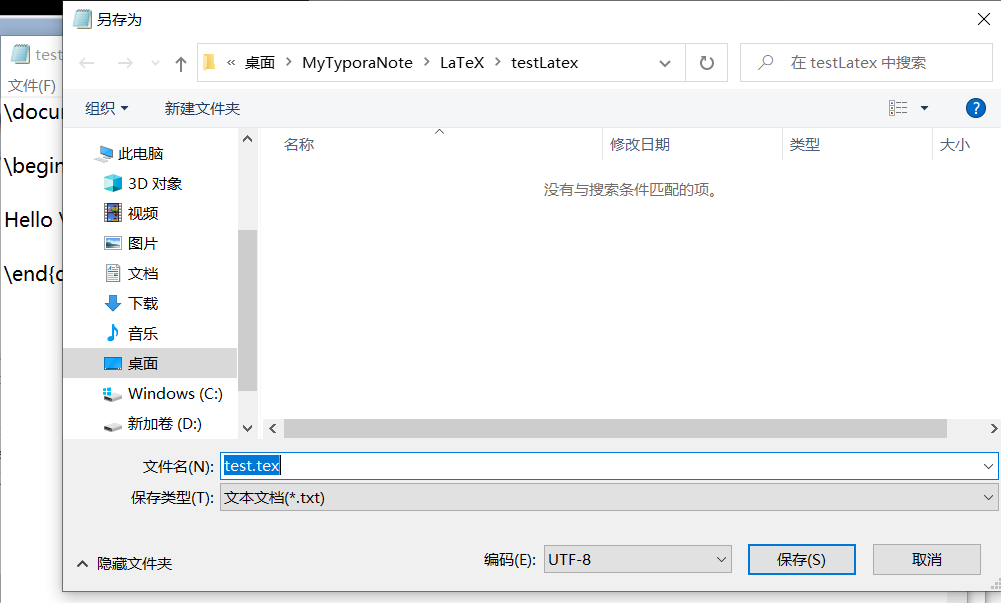 另存为
test
« 桌面 › MyTyporaNote › LaTeX › testLatex
在 testLatex 中搜索
文件(F)
组织
新建文件夹
\docu
\begin
Hello
\end{d
名称
修改日期
类型
大小
没有与搜索条件匹配的项。
此电脑
3D 对象
视频
图片
文档
下载
音乐
桌面
Windows (C:)
新加卷 (D:)
文件名(N):
test.tex
保存类型(T):
文本文档(*.txt)
隐藏文件夹
编码(E):
UTF-8
保存(S)
取消